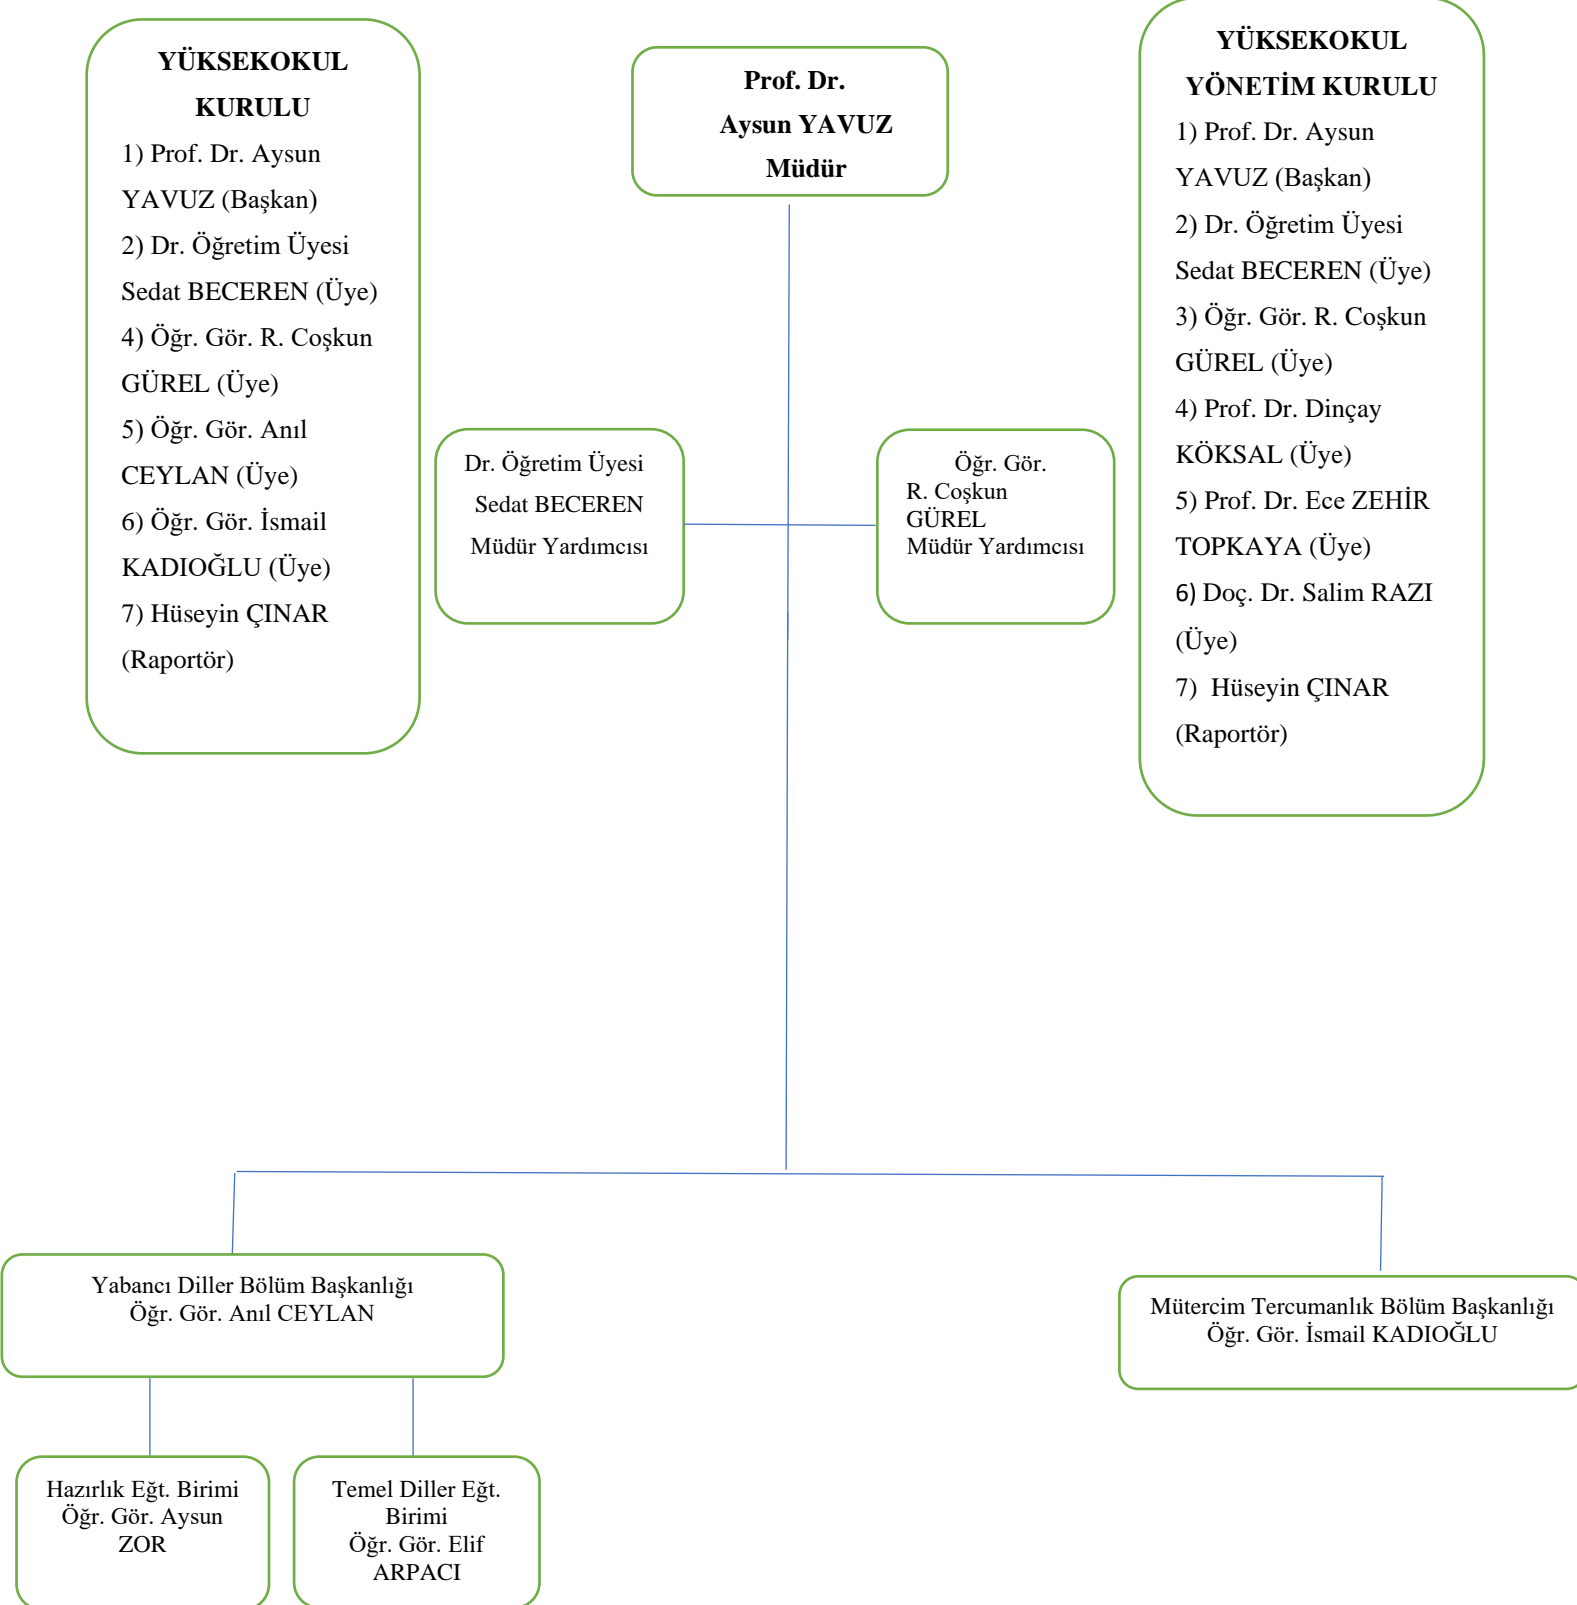 YÜKSEKOKUL
KURULU
1) Prof. Dr. Aysun
YAVUZ (Başkan)
2) Dr. Öğretim Üyesi
Sedat BECEREN (Üye)
4) Öğr. Gör. R. Coşkun
GÜREL (Üye)
5) Öğr. Gör. Anıl
CEYLAN (Üye)
6) Öğr. Gör. İsmail
KADIOĞLU (Üye)
7) Hüseyin ÇINAR
(Raportör)
Prof. Dr.
Aysun YAVUZ
Müdür
YÜKSEKOKUL
YÖNETİM KURULU
1) Prof. Dr. Aysun
YAVUZ (Başkan)
2) Dr. Öğretim Üyesi
Sedat BECEREN (Üye)
3) Öğr. Gör. R. Coşkun
GÜREL (Üye)
4) Prof. Dr. Dinçay
KÖKSAL (Üye)
5) Prof. Dr. Ece ZEHİR
TOPKAYA (Üye)
6) Doç. Dr. Salim RAZI
(Üye)
7) Hüseyin ÇINAR
(Raportör)
Dr. Öğretim Üyesi
Sedat BECEREN
Müdür Yardımcısı
Öğr. Gör.
R. Coşkun
GÜREL
Müdür Yardımcısı
Yabancı Diller Bölüm Başkanlığı
Öğr. Gör. Anıl CEYLAN
Mütercim Tercumanlık Bölüm Başkanlığı
Öğr. Gör. İsmail KADIOĞLU
Hazırlık Eğt. Birimi
Öğr. Gör. Aysun
ZOR
Temel Diller Eğt.
Birimi
Öğr. Gör. Elif
ARPACI